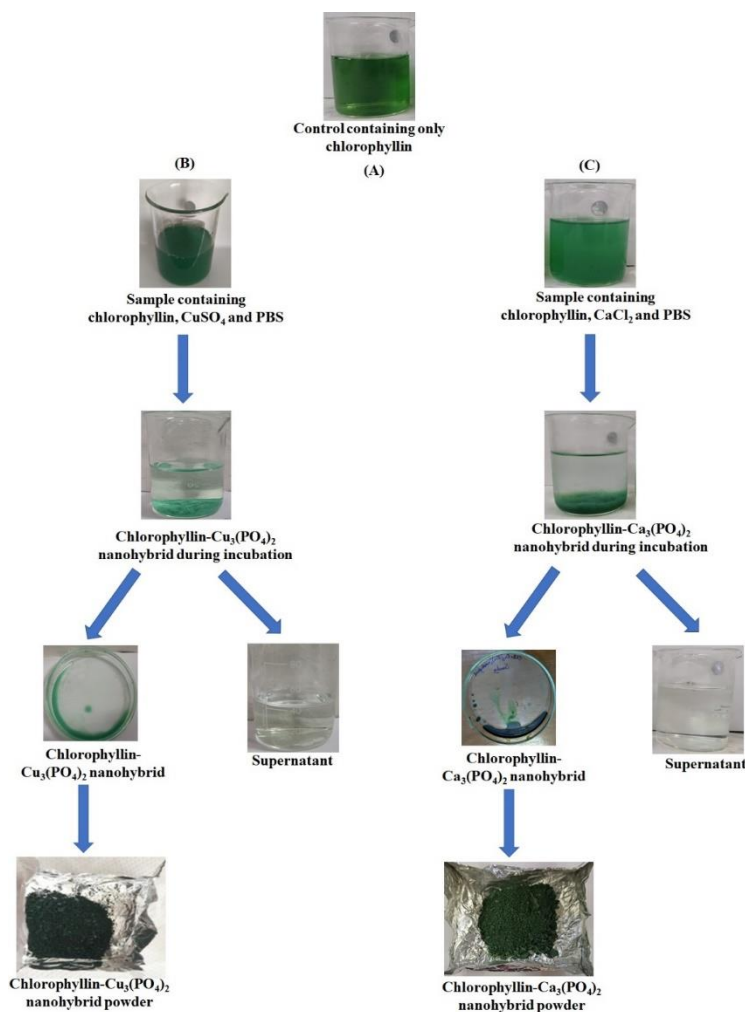 Control containing only
chlorophyllin
(A)
(B)
Sample containing
chlorophyllin, CuSO₄ and PBS
Chlorophyllin-Cu₃(PO₄)₂
nanohybrid during incubation
Chlorophyllin-
Cu₃(PO₄)₂ nanohybrid
Supernatant
Chlorophyllin-Cu₃(PO₄)₂
nanohybrid powder
(C)
Sample containing
chlorophyllin, CaCl₂ and PBS
Chlorophyllin-Ca₃(PO₄)₂
nanohybrid during incubation
Chlorophyllin-
Ca₃(PO₄)₂ nanohybrid
Supernatant
Chlorophyllin-Ca₃(PO₄)₂
nanohybrid powder